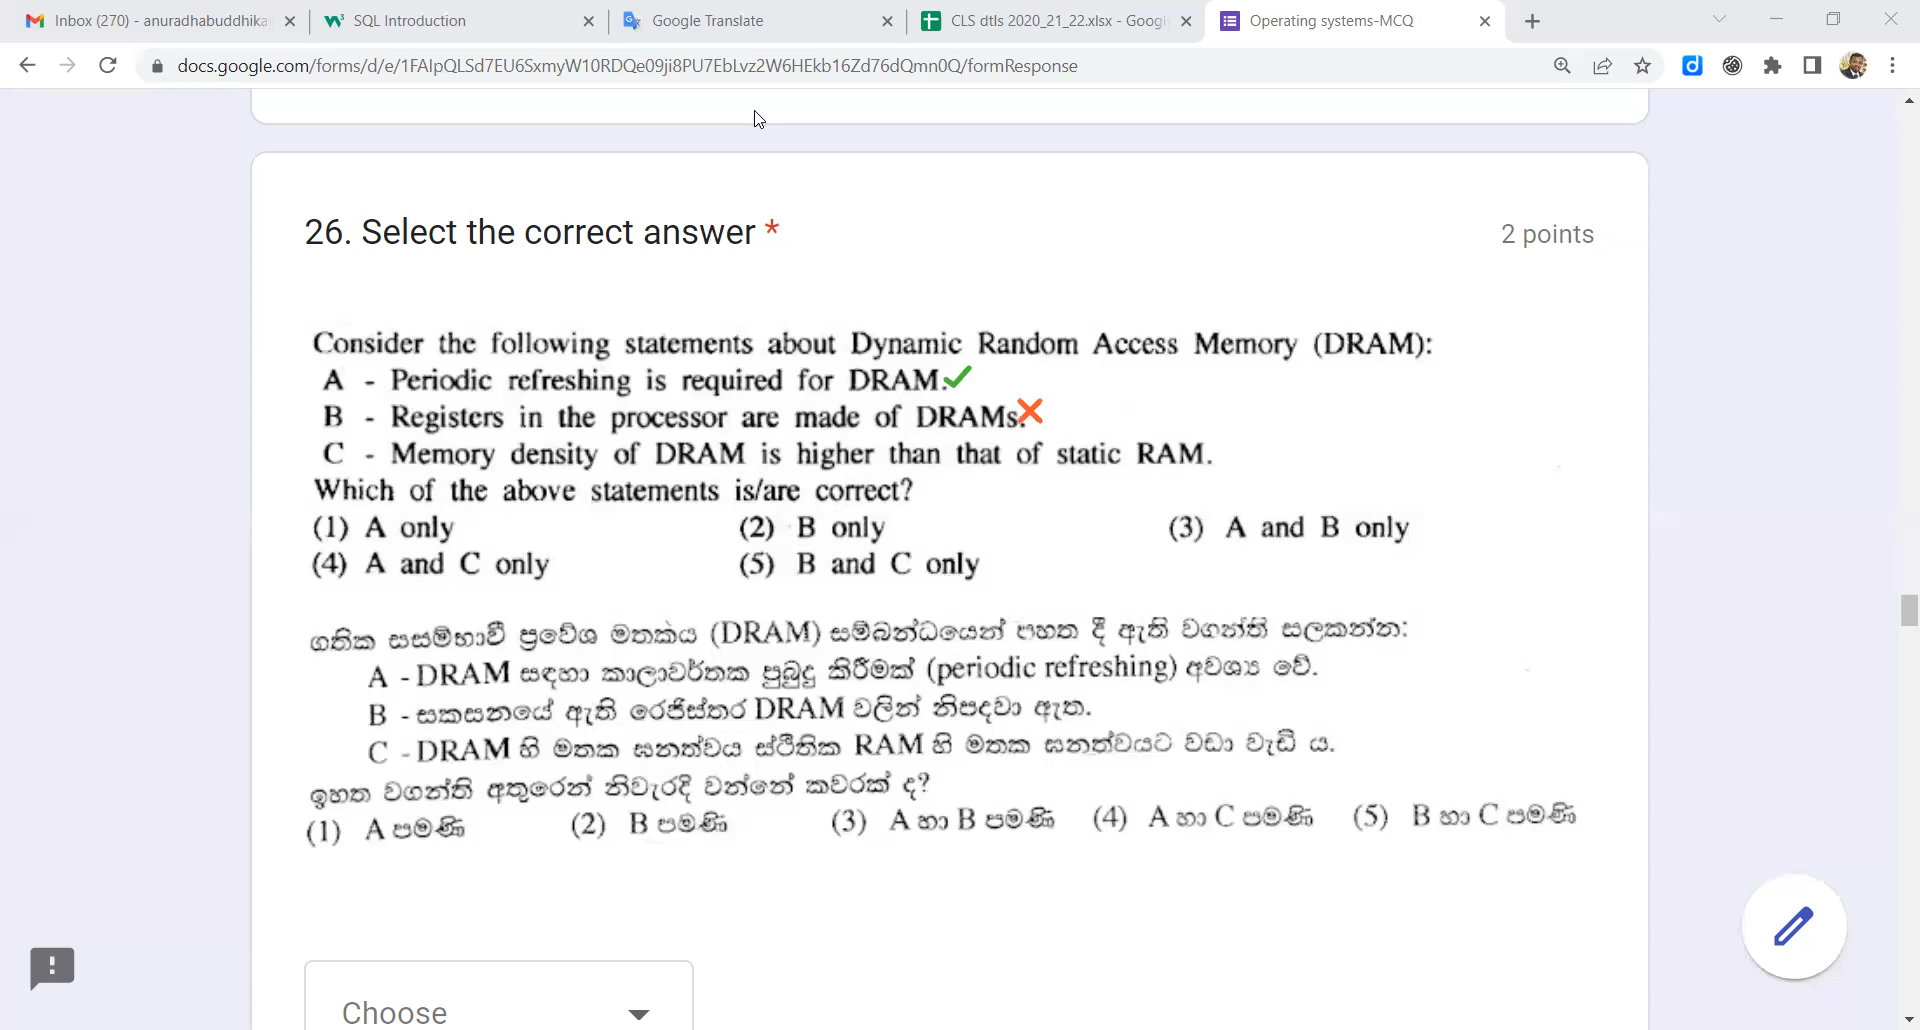 Inbox (270) - anuradhabuddhika
SQL Introduction
Google Translate
CLS dtls 2020_21_22.xlsx - Googl
Operating systems-MCQ
docs.google.com/forms/d/e/1FAIpQLSd7EU6SxmyW10RDQe09ji8PU7EbLvz2W6HEkb16Zd76dQmn0Q/formResponse
26. Select the correct answer *
2 points
Consider the following statements about Dynamic Random Access Memory (DRAM):
A - Periodic refreshing is required for DRAM.
B - Registers in the processor are made of DRAMs.
C - Memory density of DRAM is higher than that of static RAM.
Which of the above statements is/are correct?
(1) A only (2) B only (3) A and B only
(4) A and C only (5) B and C only
ගතික සසම්භාවී ප්‍රවේශ මතකය (DRAM) සම්බන්ධයෙන් පහත දී ඇති වගන්ති සලකන්න:
A - DRAM සඳහා කාලාවර්තක පුබුදු කිරීමක් (periodic refreshing) අවශ්‍ය වේ.
B - සකසනයේ ඇති රෙජිස්තර DRAM වලින් නිපදවා ඇත.
C - DRAM හි මතක ඝනත්වය ස්ථිතික RAM හි මතක ඝනත්වයට වඩා වැඩි ය.
ඉහත වගන්ති අතුරෙන් නිවැරදි වන්නේ කවරක් ද?
(1) A පමණි (2) B පමණි (3) A හා B පමණි (4) A හා C පමණි (5) B හා C පමණි
Choose